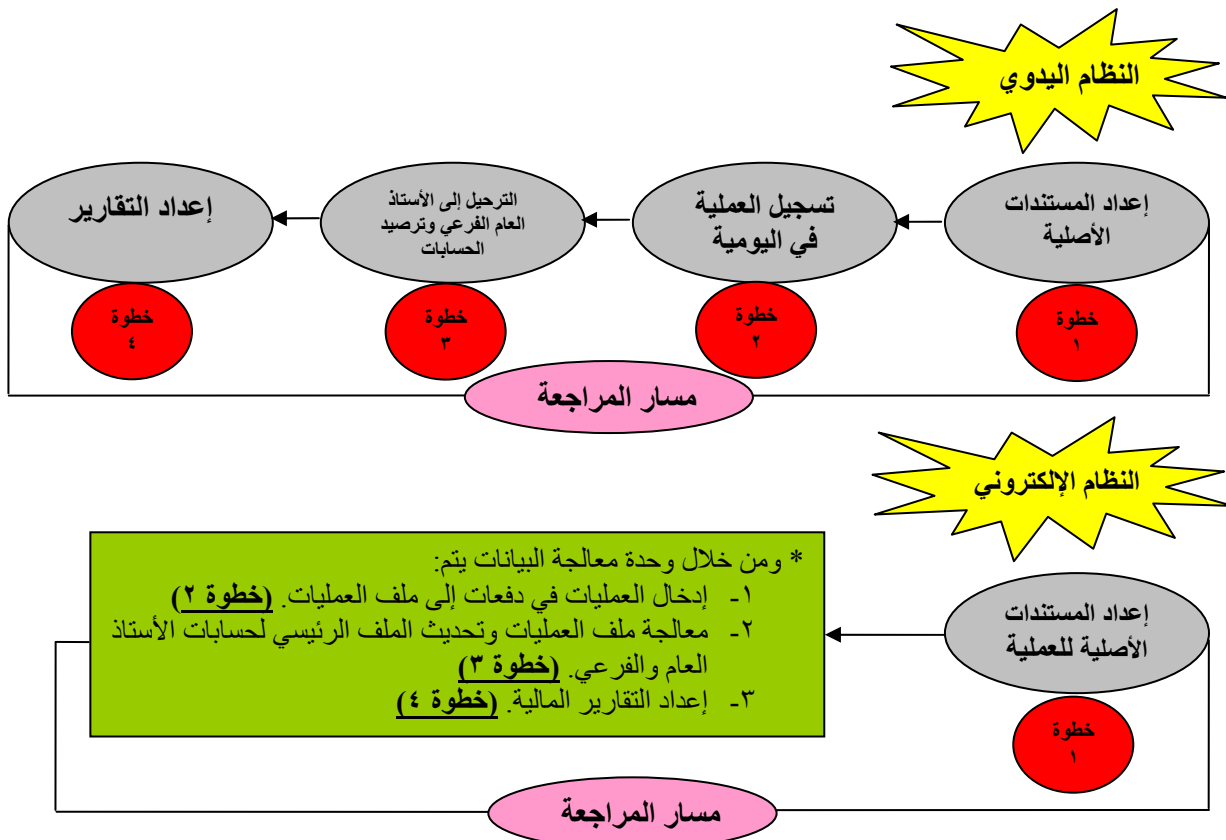 النظام اليدوي
إعداد المستندات
الأصلية
تسجيل العملية
في اليومية
الترحيل إلى الأستاذ
العام الفرعي وترصيد
الحسابات
إعداد التقارير
خطوة
١
خطوة
٢
خطوة
٣
خطوة
٤
مسار المراجعة
النظام الإلكتروني
إعداد المستندات
الأصلية للعملية
خطوة
١
* ومن خلال وحدة معالجة البيانات يتم:
١- إدخال العمليات في دفعات إلى ملف العمليات. (خطوة ٢)
٢- معالجة ملف العمليات وتحديث الملف الرئيسي لحسابات الأستاذ
العام والفرعي. (خطوة ٣)
٣- إعداد التقارير المالية. (خطوة ٤)
مسار المراجعة